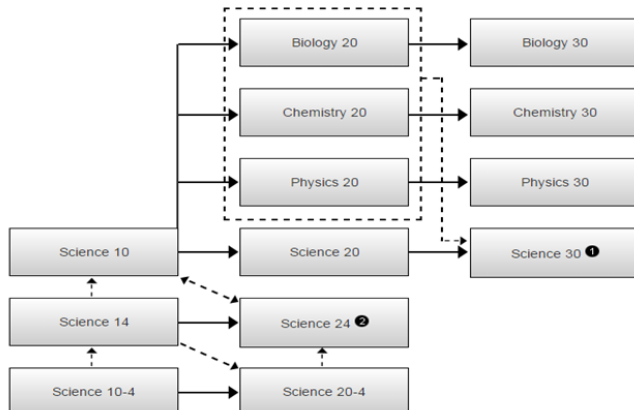 Biology 20
Biology 30
Chemistry 20
Chemistry 30
Physics 20
Physics 30
Science 10
Science 20
Science 30 ❶
Science 14
Science 24 ❷
Science 10-4
Science 20-4